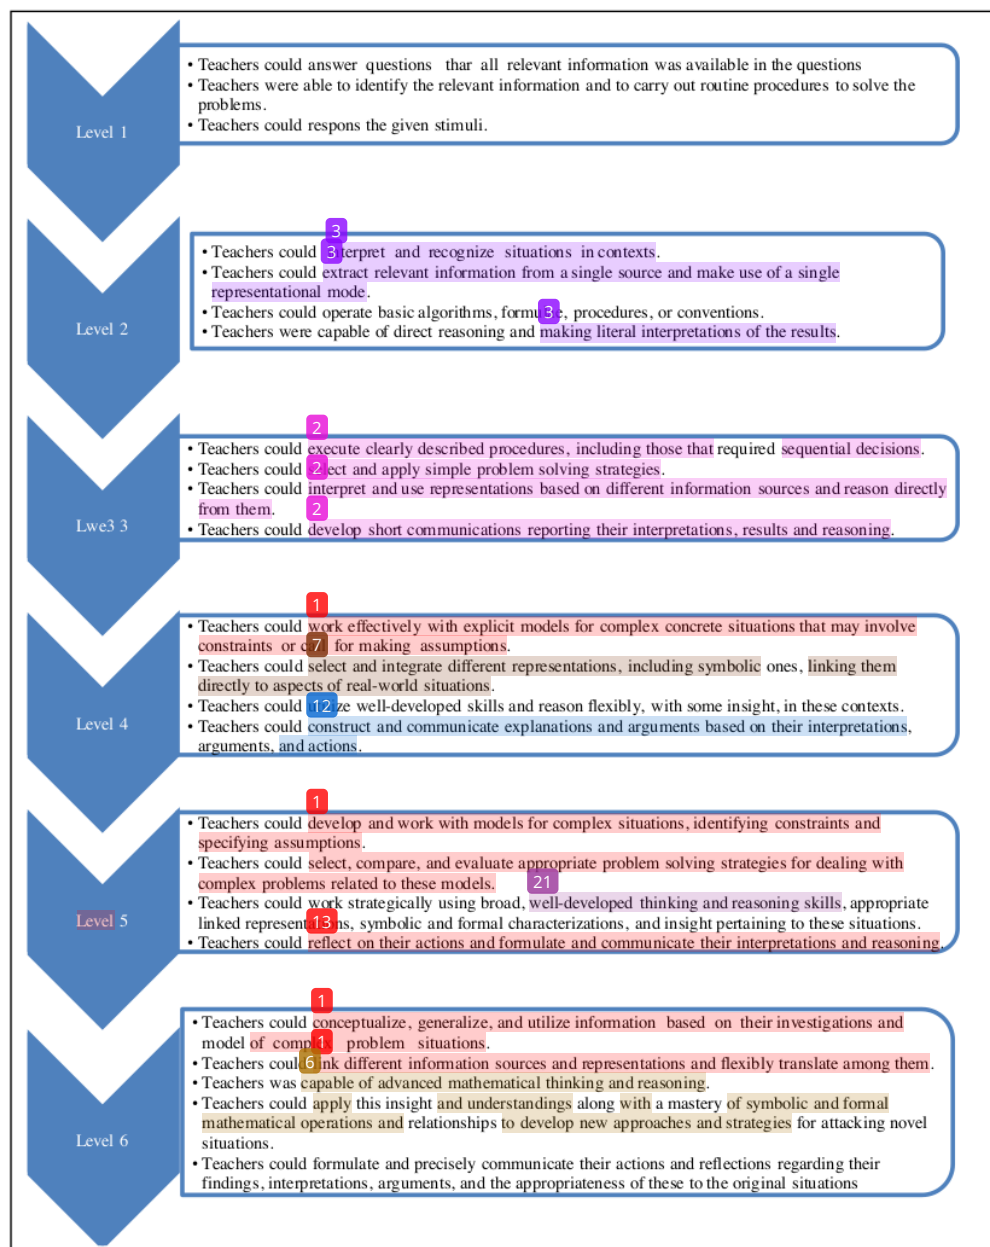 Level 1
• Teachers could answer questions thar all relevant information was available in the questions
• Teachers were able to identify the relevant information and to carry out routine procedures to solve the
problems.
• Teachers could respons the given stimuli.
Level 2
3
• Teachers could interpret and recognize situations in contexts.
3
• Teachers could extract relevant information from a single source and make use of a single
representational mode.
• Teachers could operate basic algorithms, formulae, procedures, or conventions.
3
• Teachers were capable of direct reasoning and making literal interpretations of the results.
Lwe3 3
2
• Teachers could execute clearly described procedures, including those that required sequential decisions.
• Teachers could select and apply simple problem solving strategies.
2
• Teachers could interpret and use representations based on different information sources and reason directly
from them.
2
• Teachers could develop short communications reporting their interpretations, results and reasoning.
Level 4
1
• Teachers could work effectively with explicit models for complex concrete situations that may involve
constraints or call for making assumptions.
7
• Teachers could select and integrate different representations, including symbolic ones, linking them
directly to aspects of real-world situations.
• Teachers could utilize well-developed skills and reason flexibly, with some insight, in these contexts.
12
• Teachers could construct and communicate explanations and arguments based on their interpretations,
arguments, and actions.
Level 5
1
• Teachers could develop and work with models for complex situations, identifying constraints and
specifying assumptions.
• Teachers could select, compare, and evaluate appropriate problem solving strategies for dealing with
complex problems related to these models.
21
• Teachers could work strategically using broad, well-developed thinking and reasoning skills, appropriate
linked representations, symbolic and formal characterizations, and insight pertaining to these situations.
13
• Teachers could reflect on their actions and formulate and communicate their interpretations and reasoning.
Level 6
1
• Teachers could conceptualize, generalize, and utilize information based on their investigations and
model of complex problem situations.
1
• Teachers could link different information sources and representations and flexibly translate among them.
6
• Teachers was capable of advanced mathematical thinking and reasoning.
• Teachers could apply this insight and understandings along with a mastery of symbolic and formal
mathematical operations and relationships to develop new approaches and strategies for attacking novel
situations.
• Teachers could formulate and precisely communicate their actions and reflections regarding their
findings, interpretations, arguments, and the appropriateness of these to the original situations